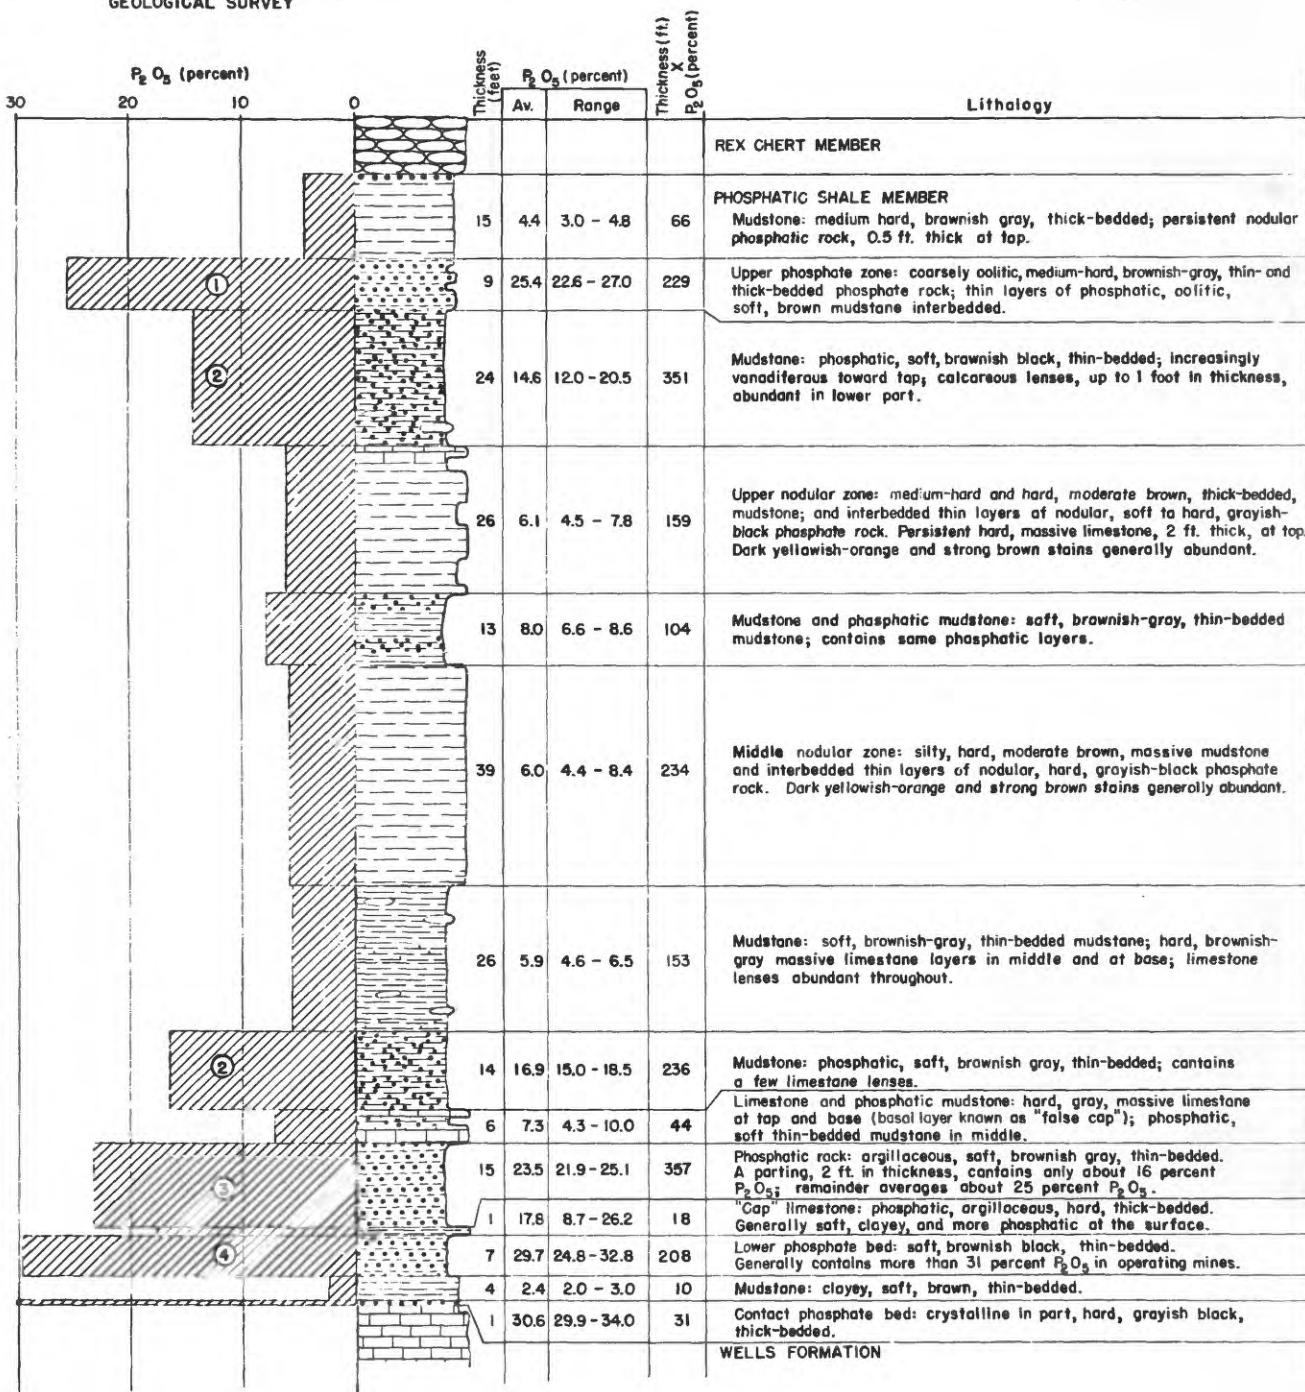 GEOLOGICAL SURVEY
P2O5 (percent)
30 20 10 0
Thickness (feet)
P2O5 (percent)
Av. Range
Thickness (ft.) X P2O5 (percent)
Lithology
REX CHERT MEMBER
PHOSPHATIC SHALE MEMBER
15 4.4 3.0 – 4.8 66
Mudstone: medium hard, brownish gray, thick-bedded; persistent nodular
phosphatic rock, 0.5 ft. thick at top.
① 9 25.4 22.6 – 27.0 229
Upper phosphate zone: coarsely oolitic, medium-hard, brownish-gray, thin- and
thick-bedded phosphate rock; thin layers of phosphatic, oolitic,
soft, brown mudstone interbedded.
② 24 14.6 12.0 – 20.5 351
Mudstone: phosphatic, soft, brownish black, thin-bedded; increasingly
vanadiferous toward top; calcareous lenses, up to 1 foot in thickness,
abundant in lower part.
26 6.1 4.5 – 7.8 159
Upper nodular zone: medium-hard and hard, moderate brown, thick-bedded,
mudstone; and interbedded thin layers of nodular, soft to hard, grayish-
black phosphate rock. Persistent hard, massive limestone, 2 ft. thick, at top.
Dark yellowish-orange and strong brown stains generally abundant.
13 8.0 6.6 – 8.6 104
Mudstone and phosphatic mudstone: soft, brownish-gray, thin-bedded
mudstone; contains some phosphatic layers.
39 6.0 4.4 – 8.4 234
Middle nodular zone: silty, hard, moderate brown, massive mudstone
and interbedded thin layers of nodular, hard, grayish-black phosphate
rock. Dark yellowish-orange and strong brown stains generally abundant.
26 5.9 4.6 – 6.5 153
Mudstone: soft, brownish-gray, thin-bedded mudstone; hard, brownish-
gray massive limestone layers in middle and at base; limestone
lenses abundant throughout.
② 14 16.9 15.0 - 18.5 236
Mudstone: phosphatic, soft, brownish gray, thin-bedded; contains
a few limestone lenses.
6 7.3 4.3 – 10.0 44
Limestone and phosphatic mudstone: hard, gray, massive limestone
at top and base (basal layer known as "false cap"); phosphatic,
soft thin-bedded mudstone in middle.
③ 15 23.5 21.9 – 25.1 357
Phosphatic rock: argillaceous, soft, brownish gray, thin-bedded.
A parting, 2 ft. in thickness, contains only about 16 percent
P2O5; remainder averages about 25 percent P2O5.
1 17.8 8.7 - 26.2 18
"Cap" limestone: phosphatic, argillaceous, hard, thick-bedded.
Generally soft, clayey, and more phosphatic at the surface.
④ 7 29.7 24.8 – 32.8 208
Lower phosphate bed: soft, brownish black, thin-bedded.
Generally contains more than 31 percent P2O5 in operating mines.
4 2.4 2.0 – 3.0 10
Mudstone: clayey, soft, brown, thin-bedded.
1 30.6 29.9 – 34.0 31
Contact phosphate bed: crystalline in part, hard, grayish black,
thick-bedded.
WELLS FORMATION